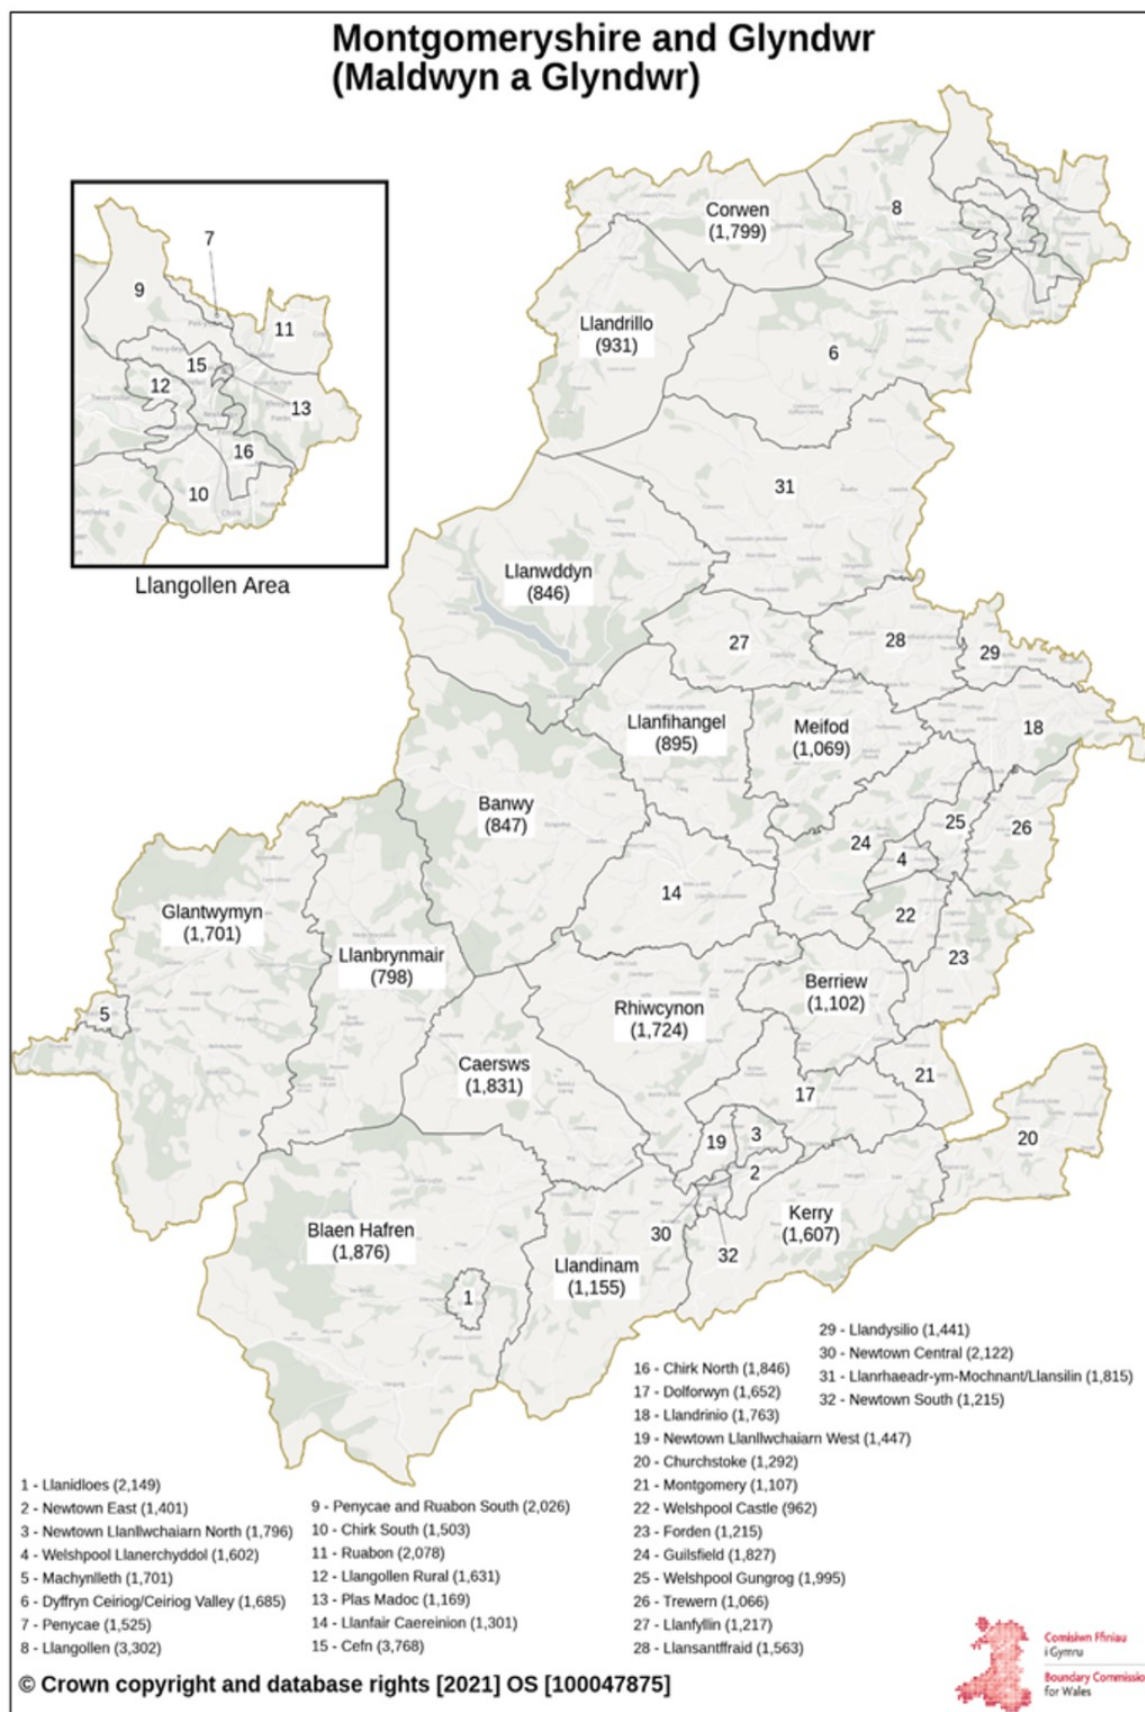 Montgomeryshire and Glyndwr
(Maldwyn a Glyndwr)
7
9
11
15
12
13
16
10
Llangollen Area
Corwen
(1,799)
8
Llandrillo
(931)
6
31
Llanwddyn
(846)
27
28
29
Llanfihangel
(895)
Meifod
(1,069)
18
Banwy
(847)
24
25
26
4
14
22
23
Glantwymyn
(1,701)
Llanbrynmair
(798)
5
Berriew
(1,102)
Rhiwcynon
(1,724)
Caersws
(1,831)
21
17
19
3
20
2
Kerry
(1,607)
30
32
Blaen Hafren
(1,876)
Llandinam
(1,155)
1
1 - Llanidloes (2,149)
2 - Newtown East (1,401)
3 - Newtown Llanllwchaiarn North (1,796)
4 - Welshpool Llanerchyddol (1,602)
5 - Machynlleth (1,701)
6 - Dyffryn Ceiriog/Ceiriog Valley (1,685)
7 - Penycae (1,525)
8 - Llangollen (3,302)
9 - Penycae and Ruabon South (2,026)
10 - Chirk South (1,503)
11 - Ruabon (2,078)
12 - Llangollen Rural (1,631)
13 - Plas Madoc (1,169)
14 - Llanfair Caereinion (1,301)
15 - Cefn (3,768)
16 - Chirk North (1,846)
17 - Dolforwyn (1,652)
18 - Llandrinio (1,763)
19 - Newtown Llanllwchaiarn West (1,447)
20 - Churchstoke (1,292)
21 - Montgomery (1,107)
22 - Welshpool Castle (962)
23 - Forden (1,215)
24 - Guilsfield (1,827)
25 - Welshpool Gungrog (1,995)
26 - Trewern (1,066)
27 - Llanfyllin (1,217)
28 - Llansantffraid (1,563)
29 - Llandysilio (1,441)
30 - Newtown Central (2,122)
31 - Llanrhaeadr-ym-Mochnant/Llansilin (1,815)
32 - Newtown South (1,215)
© Crown copyright and database rights [2021] OS [100047875]
Comisiwn Ffiniau
i Gymru
Boundary Commissio
for Wales